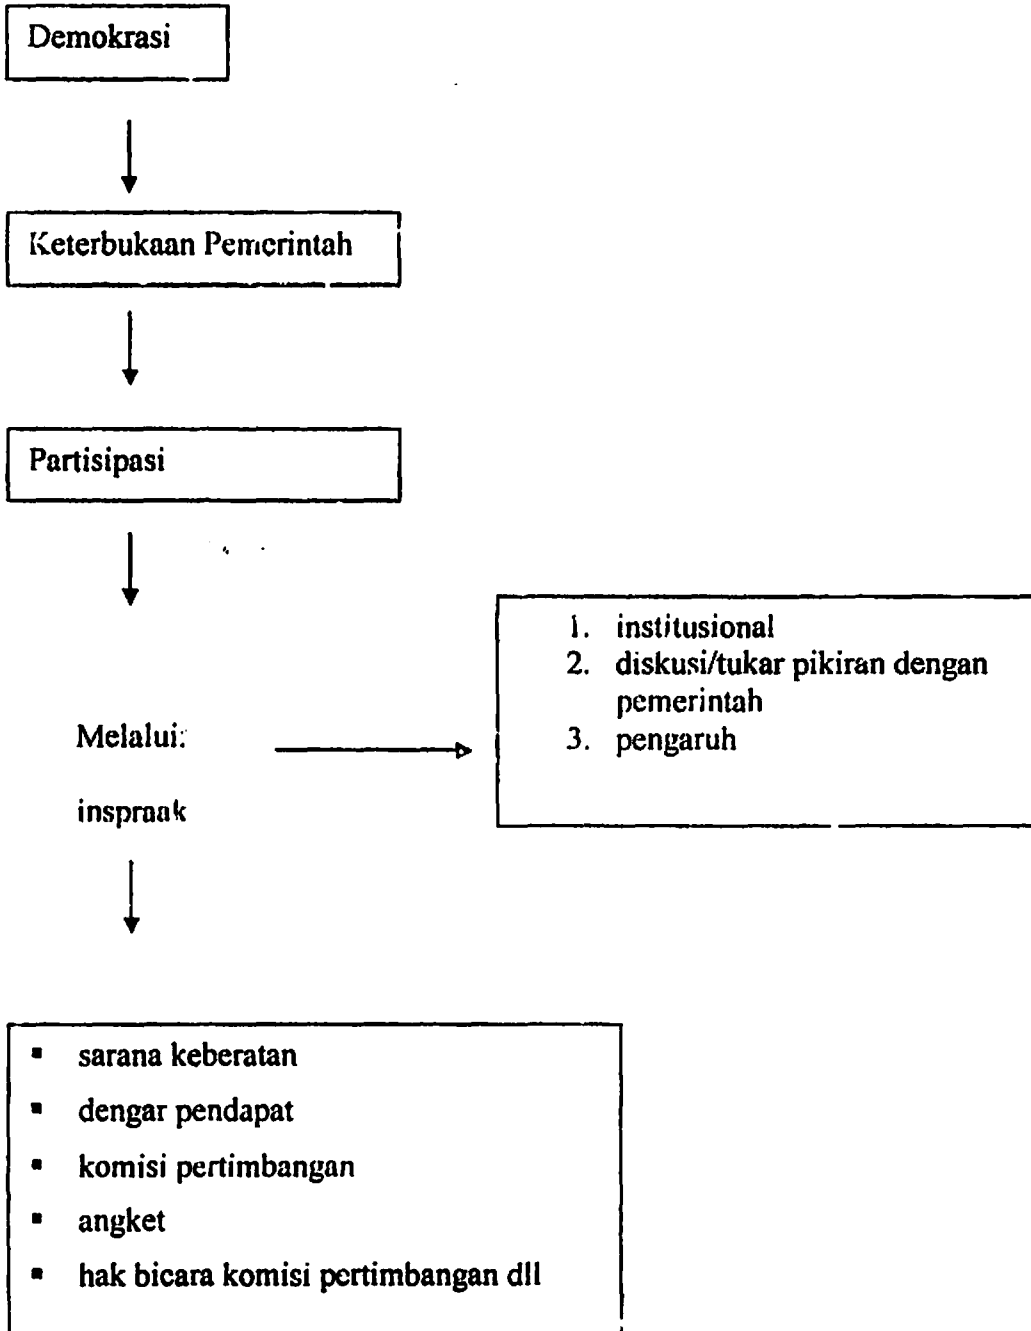 Demokrasi
Keterbukaan Pemerintah
Partisipasi
Melalui:
inspraak
1. institusional
2. diskusi/tukar pikiran dengan
pemerintah
3. pengaruh
▪ sarana keberatan
▪ dengar pendapat
▪ komisi pertimbangan
▪ angket
▪ hak bicara komisi pertimbangan dll